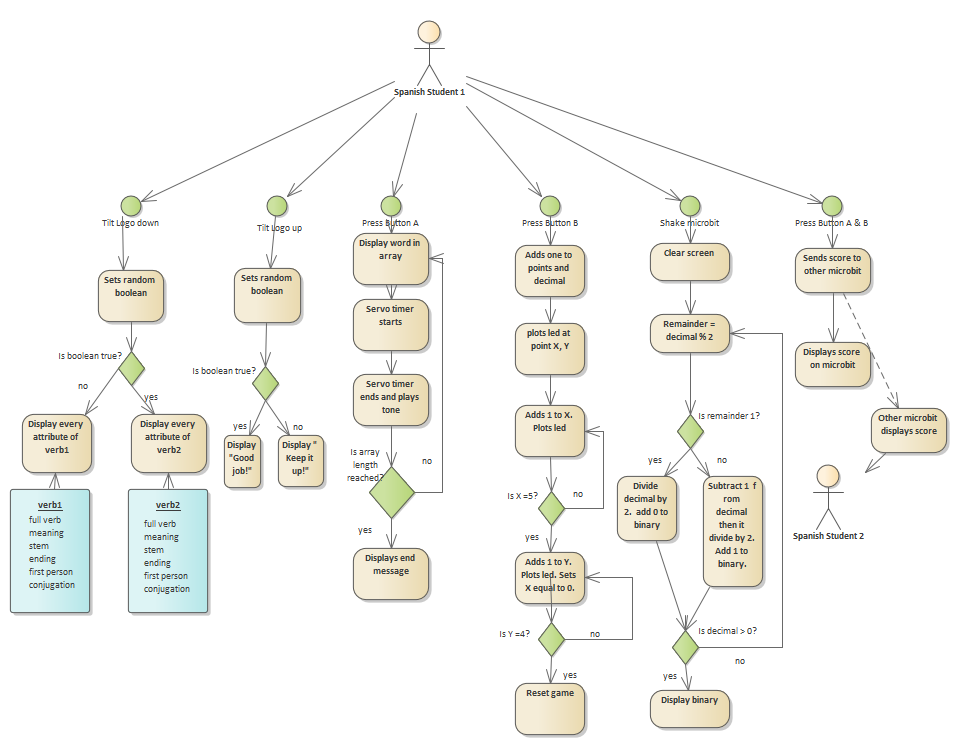 Spanish Student 1
Tilt Logo down
Sets random
boolean
Is boolean true?
no
yes
Display every
attribute of
verb1
Display every
attribute of
verb2
verb1
full verb
meaning
stem
ending
first person
conjugation
verb2
full verb
meaning
stem
ending
first person
conjugation
Tilt Logo up
Sets random
boolean
Is boolean true?
yes
no
Display
"Good
job!"
Display "
Keep it
up!"
Press Button A
Display word in
array
Servo timer
starts
Servo timer
ends and plays
tone
Is array
length
reached?
no
yes
Displays end
message
Press Button B
Adds one to
points and
decimal
plots led at
point X, Y
Adds 1 to X.
Plots led
Is X =5?
no
yes
Adds 1 to Y.
Plots led. Sets
X equal to 0.
Is Y =4?
no
yes
Reset game
Shake microbit
Clear screen
Remainder =
decimal % 2
Is remainder 1?
yes
no
Divide
decimal by
2. add 0 to
binary
Subtract 1 f
rom
decimal
then it
divide by 2.
Add 1 to
binary.
Is decimal > 0?
no
yes
Display binary
Press Button A & B
Sends score to
other microbit
Displays score
on microbit
Other microbit
displays score
Spanish Student 2